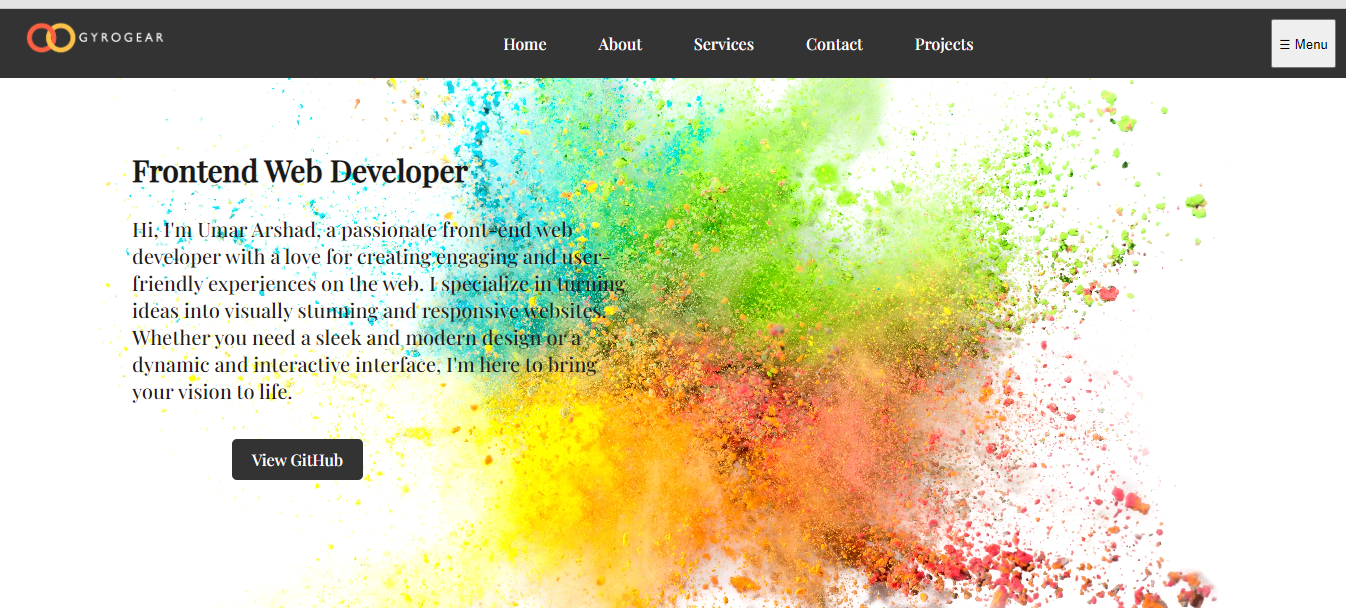 GYROGEAR
Home About Services Contact Projects
☰ Menu
Frontend Web Developer
Hi, I'm Umar Arshad, a passionate front-end web
developer with a love for creating engaging and user-
friendly experiences on the web. I specialize in turning
ideas into visually stunning and responsive websites.
Whether you need a sleek and modern design or a
dynamic and interactive interface, I'm here to bring
your vision to life.
View GitHub